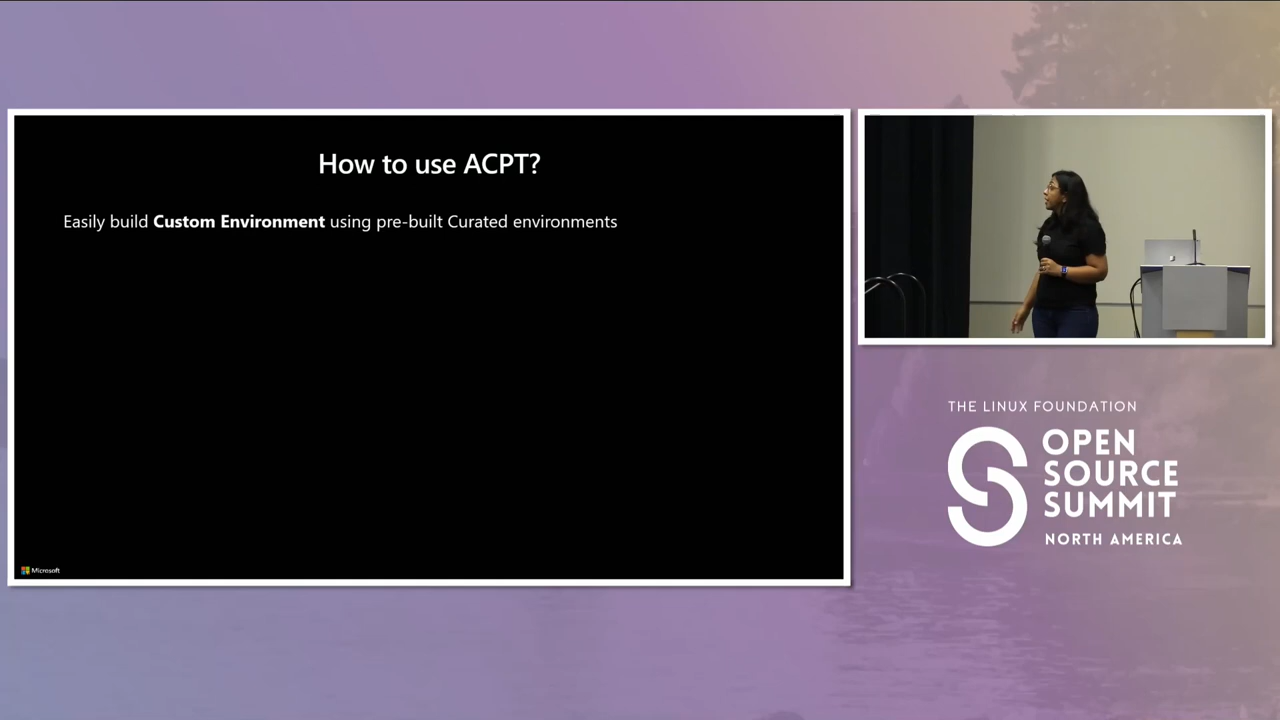 How to use ACPT?
Easily build Custom Environment using pre-built Curated environments
Microsoft
THE LINUX FOUNDATION
OPEN
SOURCE
SUMMIT
NORTH AMERICA